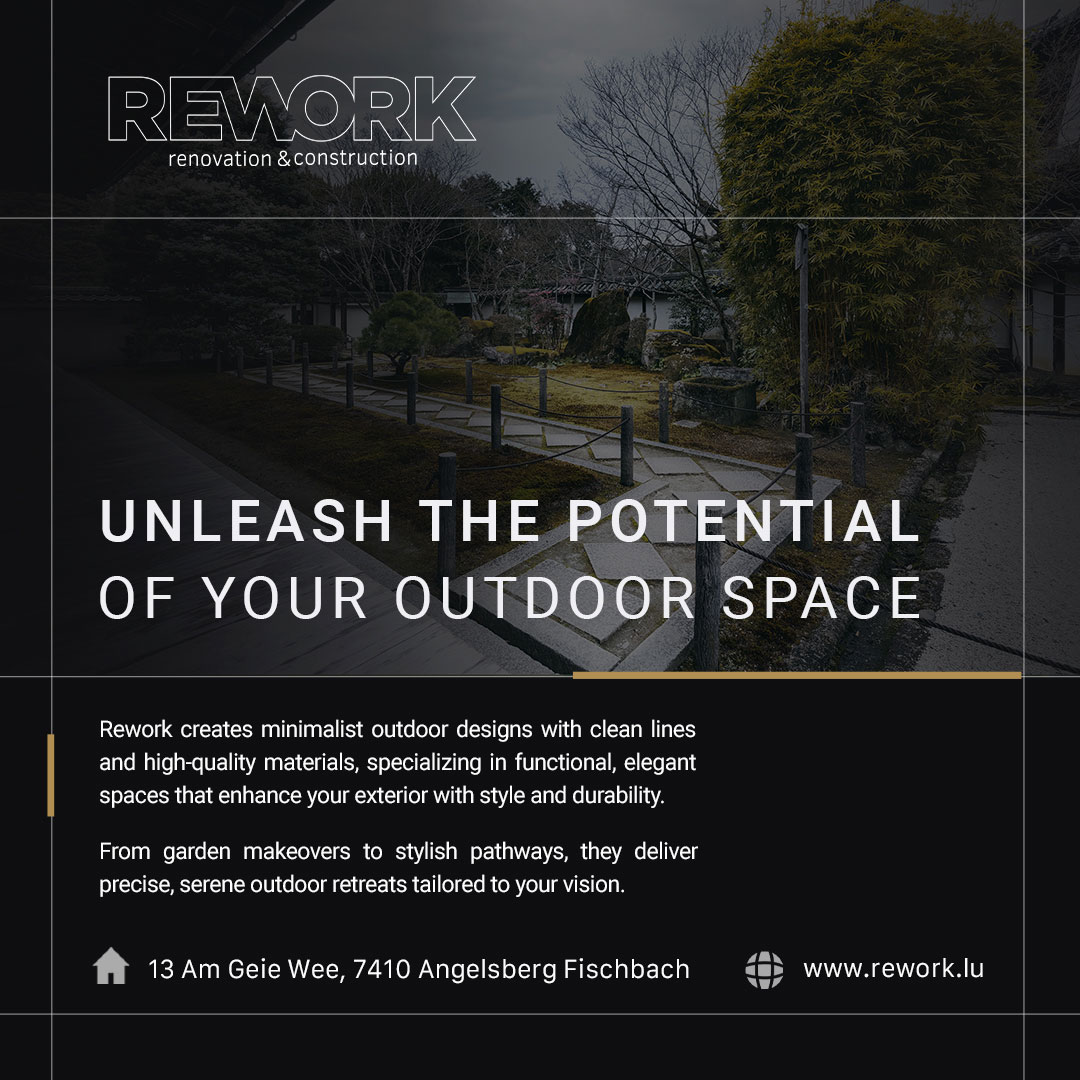 REWORK
renovation & construction
UNLEASH THE POTENTIAL
OF YOUR OUTDOOR SPACE
Rework creates minimalist outdoor designs with clean lines
and high-quality materials, specializing in functional, elegant
spaces that enhance your exterior with style and durability.
From garden makeovers to stylish pathways, they deliver
precise, serene outdoor retreats tailored to your vision.
13 Am Geie Wee, 7410 Angelsberg Fischbach
www.rework.lu